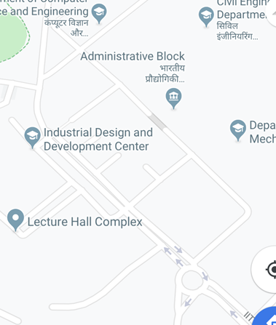 ce and Engineering
कंप्यूटर विज्ञान
और...
Civil Engin
Departme
सिविल
इंजीनियरिंग...
Administrative Block
भारतीय
प्रौद्योगिकी...
Industrial Design and
Development Center
Depa
Mech
Lecture Hall Complex